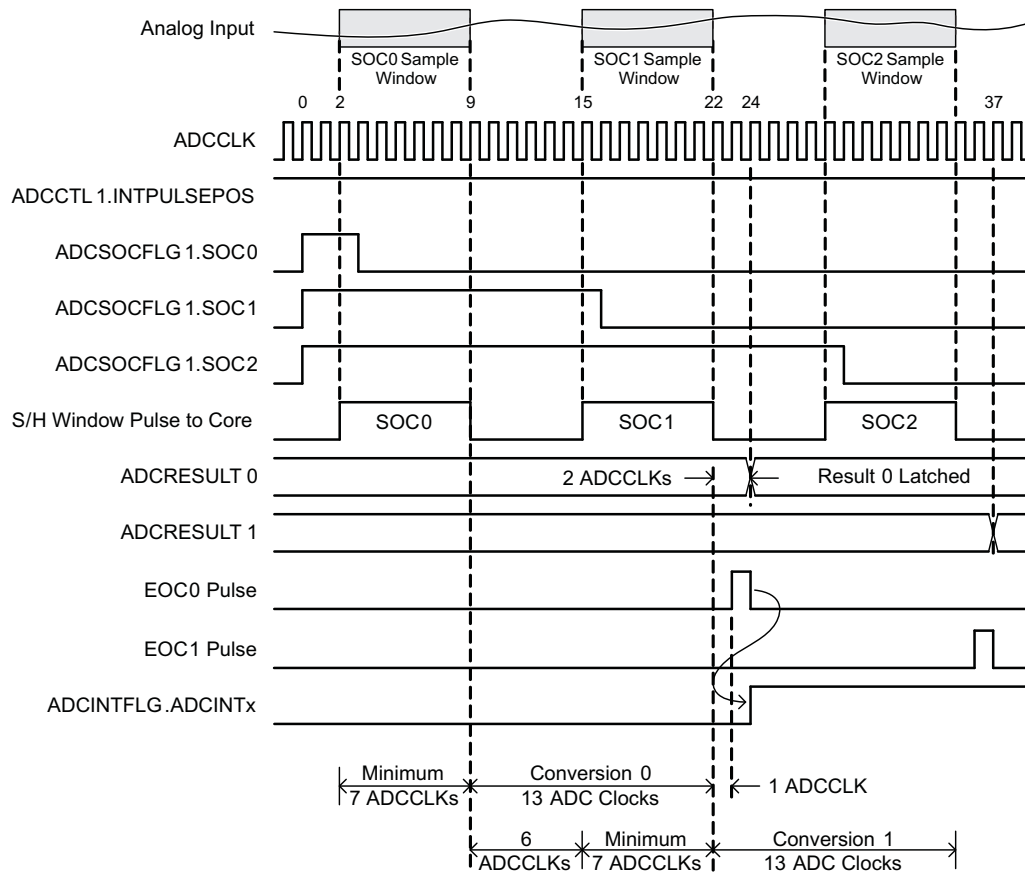 Analog Input
SOC0 Sample
Window
SOC1 Sample
Window
SOC2 Sample
Window
0 2 9 15 22 24 37
ADCCLK
ADCCTL 1.INTPULSEPOS
ADCSOCFLG 1.SOC0
ADCSOCFLG 1.SOC1
ADCSOCFLG 1.SOC2
S/H Window Pulse to Core
SOC0
SOC1
SOC2
ADCRESULT 0
2 ADCCLKs
Result 0 Latched
ADCRESULT 1
EOC0 Pulse
EOC1 Pulse
ADCINTFLG .ADCINTx
Minimum
7 ADCCLKs
Conversion 0
13 ADC Clocks
1 ADCCLK
6
ADCCLKs
Minimum
7 ADCCLKs
Conversion 1
13 ADC Clocks